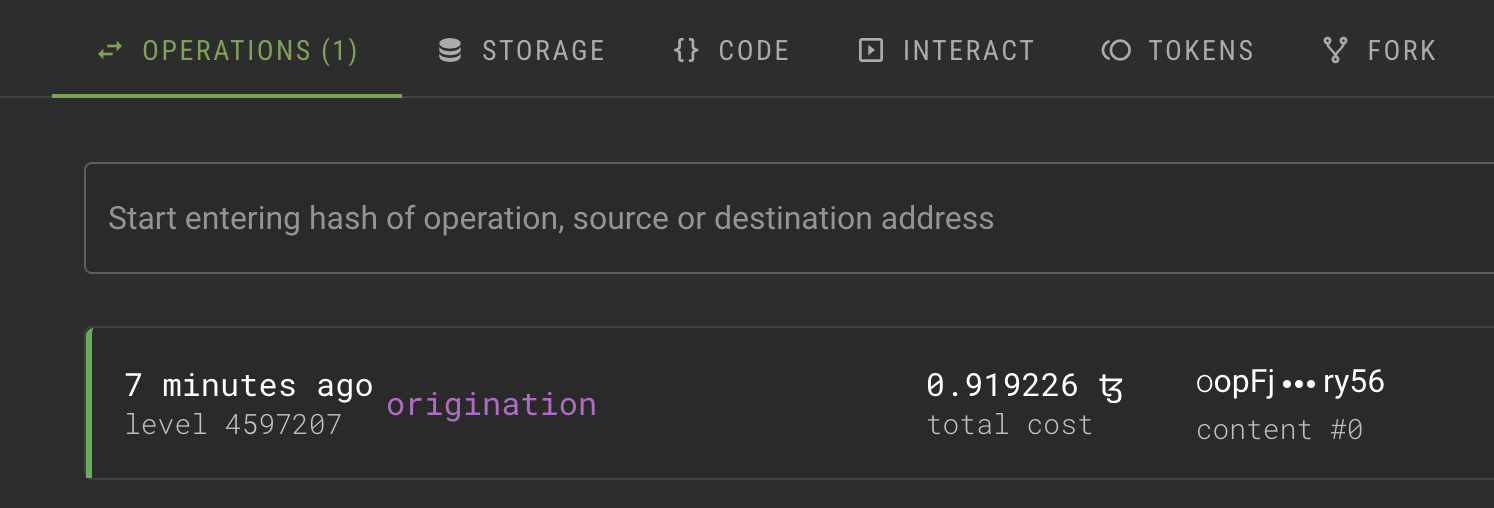 OPERATIONS (1) STORAGE {} CODE INTERACT TOKENS FORK
Start entering hash of operation, source or destination address
7 minutes ago origination 0.919226 ꜩ oopFj•••ry56
level 4597207 total cost content #0